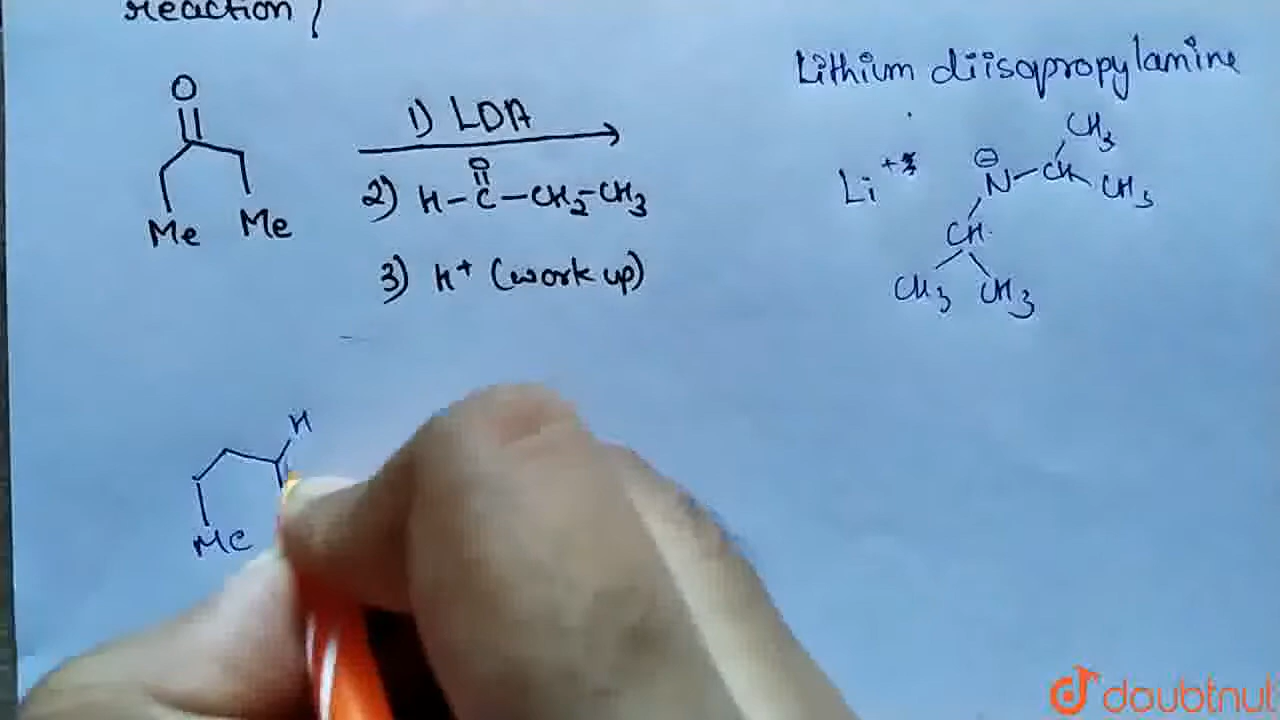 reaction?
Lithium diisopropylamine
O
1) LDA
2) H-C-CH2-CH3
O
3) H+ (work up)
Me Me
Li+ N⊖-CH CH3
CH3
CH
CH3 CH3
H
Me
doubtnut